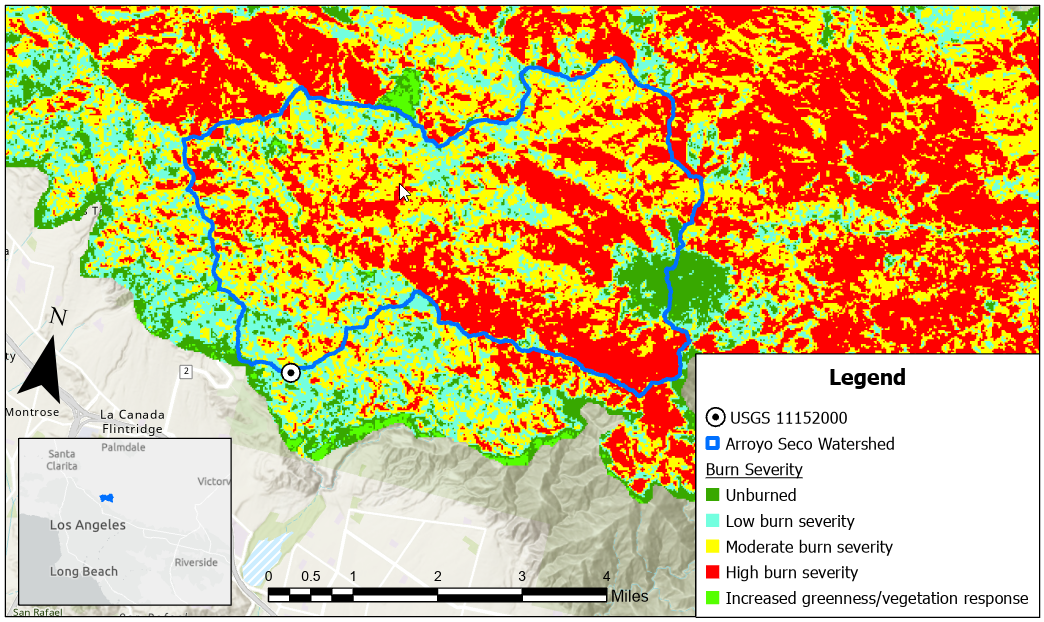 T
a
N
ty
2
Montrose
La Canada
Flintridge
Santa
Clarita
Palmdale
Victorv
Los Angeles
Riverside
Long Beach
San Rafael
0 0.5 1 2 3 4
Miles
Legend
USGS 11152000
Arroyo Seco Watershed
Burn Severity
Unburned
Low burn severity
Moderate burn severity
High burn severity
Increased greenness/vegetation response